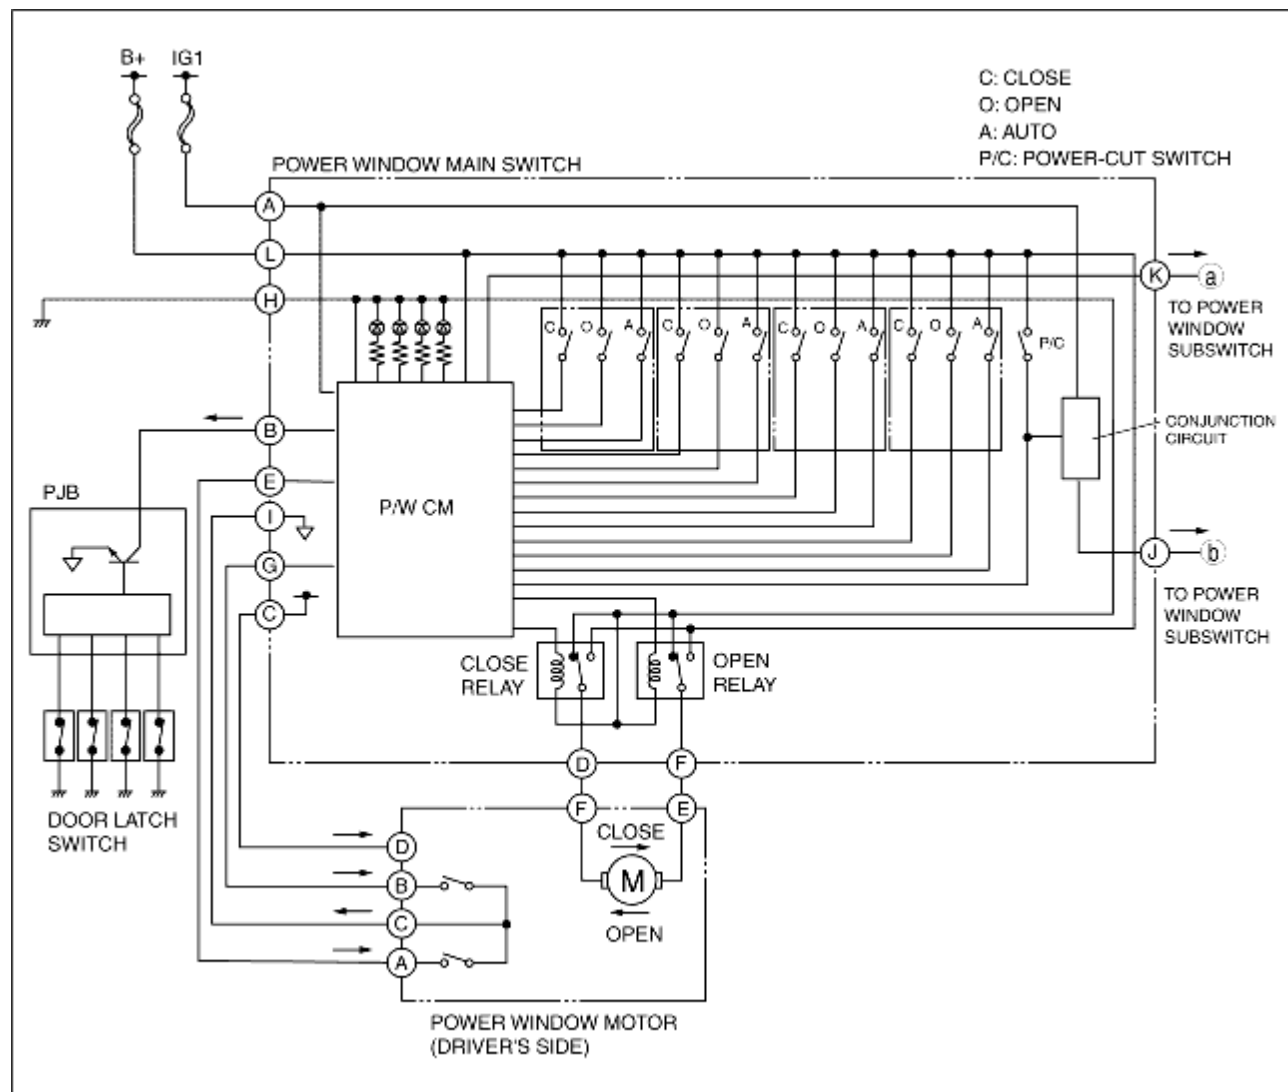 B+ IG1
C: CLOSE
O: OPEN
A: AUTO
P/C: POWER-CUT SWITCH
POWER WINDOW MAIN SWITCH
A
L
K
a
H
TO POWER
WINDOW
SUBSWITCH
C O A C O A C O A C O A P/C
B
CONJUNCTION
CIRCUIT
E
PJB
P/W CM
I
J
b
G
C
TO POWER
WINDOW
SUBSWITCH
CLOSE
RELAY
OPEN
RELAY
D F
F E
DOOR LATCH
SWITCH
CLOSE
D
M
B
C
OPEN
A
POWER WINDOW MOTOR
(DRIVER'S SIDE)